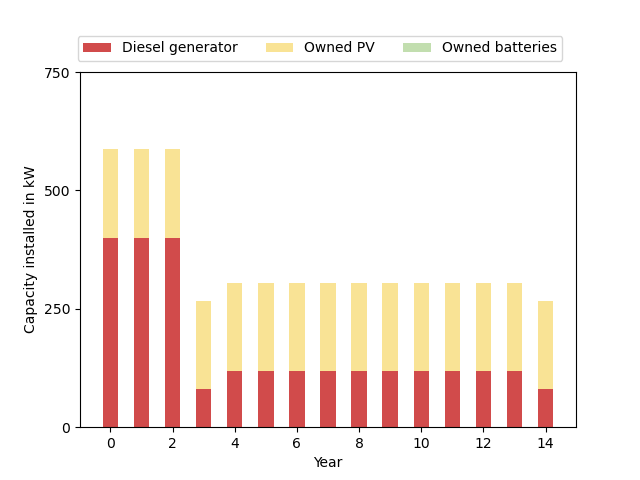 Diesel generator Owned PV Owned batteries
750
500
250
0
Capacity installed in kW
0 2 4 6 8 10 12 14
Year